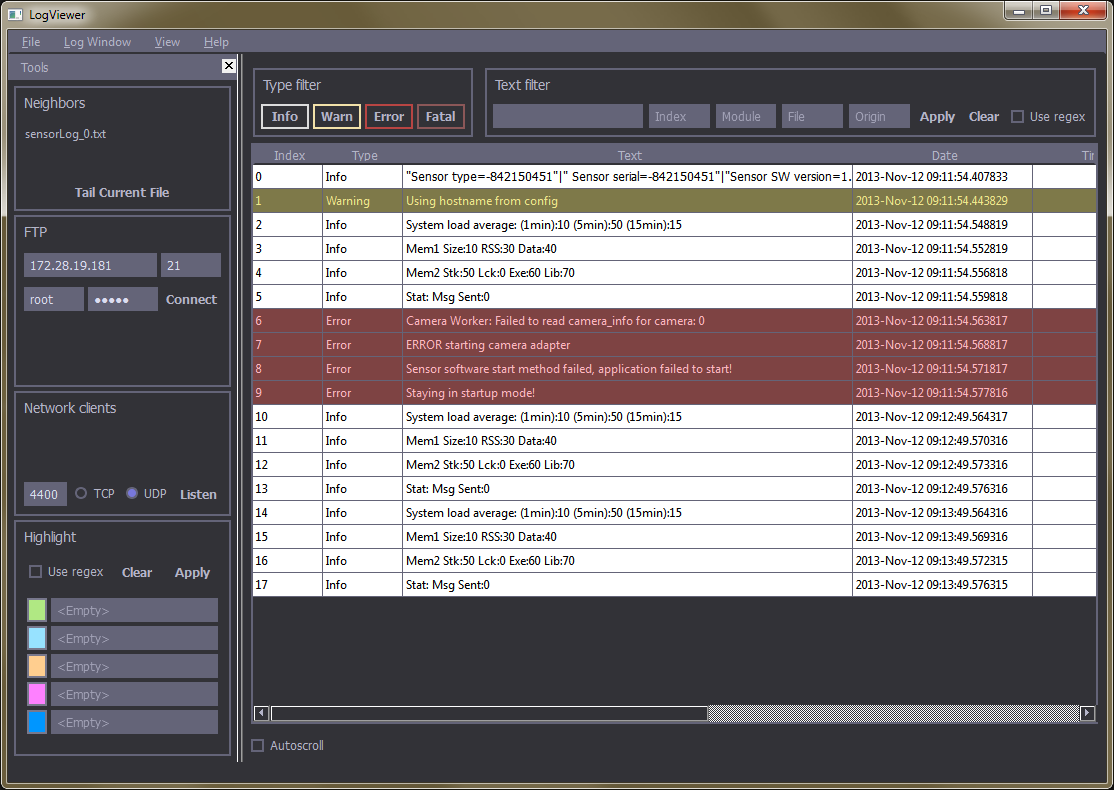 LogViewer
File Log Window View Help
Tools
Neighbors
sensorLog_0.txt
Tail Current File
FTP
172.28.19.181 21
root ●●●●● Connect
Network clients
4400 TCP UDP Listen
Highlight
Use regex Clear Apply
<Empty>
<Empty>
<Empty>
<Empty>
<Empty>
Type filter
Info Warn Error Fatal
Text filter
Index Module File Origin Apply Clear Use regex
Index Type Text Date
0 Info "Sensor type=-842150451"|" Sensor serial=-842150451"|"Sensor SW version=1. 2013-Nov-12 09:11:54.407833
1 Warning Using hostname from config 2013-Nov-12 09:11:54.443829
2 Info System load average: (1min):10 (5min):50 (15min):15 2013-Nov-12 09:11:54.548819
3 Info Mem1 Size:10 RSS:30 Data:40 2013-Nov-12 09:11:54.552819
4 Info Mem2 Stk:50 Lck:0 Exe:60 Lib:70 2013-Nov-12 09:11:54.556818
5 Info Stat: Msg Sent:0 2013-Nov-12 09:11:54.559818
6 Error Camera Worker: Failed to read camera_info for camera: 0 2013-Nov-12 09:11:54.563817
7 Error ERROR starting camera adapter 2013-Nov-12 09:11:54.568817
8 Error Sensor software start method failed, application failed to start! 2013-Nov-12 09:11:54.571817
9 Error Staying in startup mode! 2013-Nov-12 09:11:54.577816
10 Info System load average: (1min):10 (5min):50 (15min):15 2013-Nov-12 09:12:49.564317
11 Info Mem1 Size:10 RSS:30 Data:40 2013-Nov-12 09:12:49.570316
12 Info Mem2 Stk:50 Lck:0 Exe:60 Lib:70 2013-Nov-12 09:12:49.573316
13 Info Stat: Msg Sent:0 2013-Nov-12 09:12:49.576316
14 Info System load average: (1min):10 (5min):50 (15min):15 2013-Nov-12 09:13:49.564316
15 Info Mem1 Size:10 RSS:30 Data:40 2013-Nov-12 09:13:49.569316
16 Info Mem2 Stk:50 Lck:0 Exe:60 Lib:70 2013-Nov-12 09:13:49.572315
17 Info Stat: Msg Sent:0 2013-Nov-12 09:13:49.576315
Autoscroll